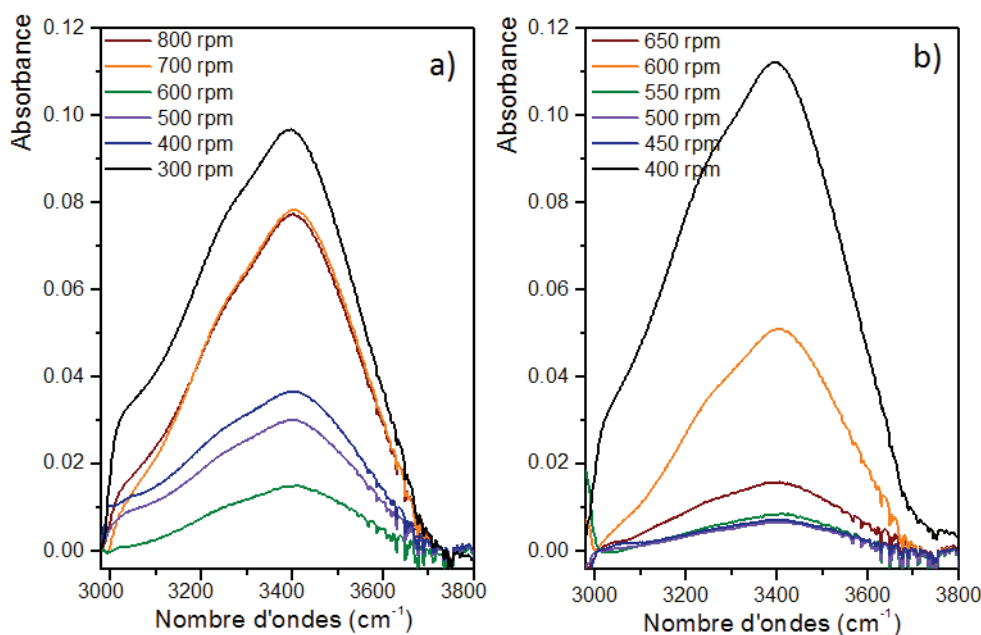 0.12
0.10
0.08
0.06
0.04
0.02
0.00
Absorbance
800 rpm
700 rpm
600 rpm
500 rpm
400 rpm
300 rpm
a)
3000 3200 3400 3600 3800
Nombre d'ondes (cm-1)
0.12
0.10
0.08
0.06
0.04
0.02
0.00
Absorbance
650 rpm
600 rpm
550 rpm
500 rpm
450 rpm
400 rpm
b)
3000 3200 3400 3600 3800
Nombre d'ondes (cm-1)